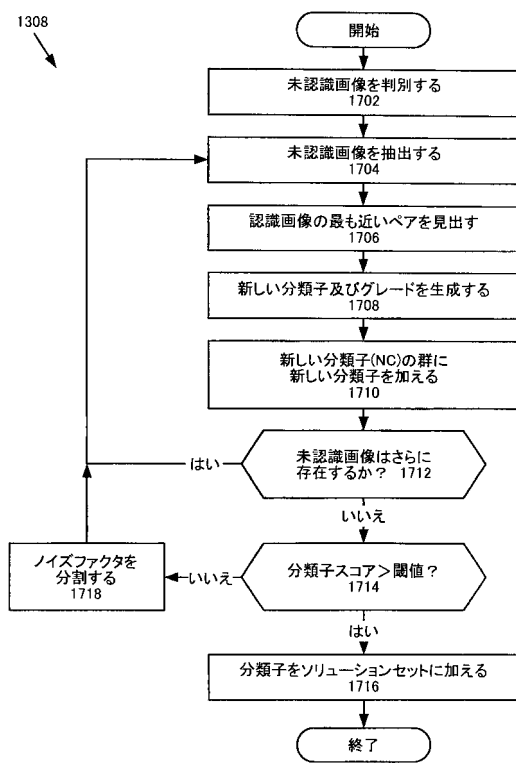 1308
開始
未認識画像を判別する
1702
未認識画像を抽出する
1704
認識画像の最も近いペアを見出す
1706
新しい分類子及びグレードを生成する
1708
新しい分類子(NC)の群に
新しい分類子を加える
1710
未認識画像はさらに
存在するか? 1712
はい
いいえ
分類子スコア>閾値?
1714
いいえ
ノイズファクタを
分割する
1718
はい
分類子をソリューションセットに加える
1716
終了